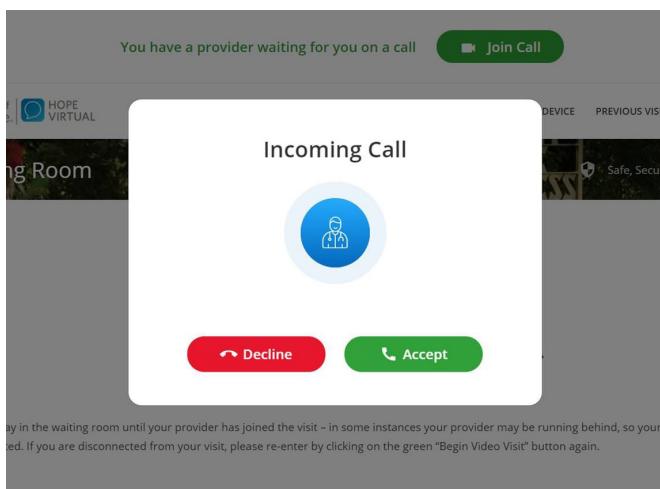 You have a provider waiting for you on a call
Join Call
HOPE
VIRTUAL
DEVICE
PREVIOUS VIS
ng Room
Safe, Secu
Incoming Call
Decline
Accept
ay in the waiting room until your provider has joined the visit – in some instances your provider may be running behind, so your
ted. If you are disconnected from your visit, please re-enter by clicking on the green “Begin Video Visit” button again.